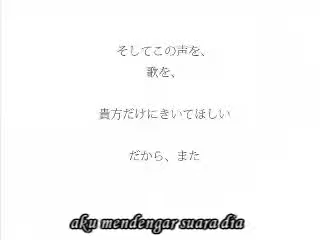 そしてこの声を、
歌を、
貴方だけにきいてほしい
だから、また
aku mendengar suara dia